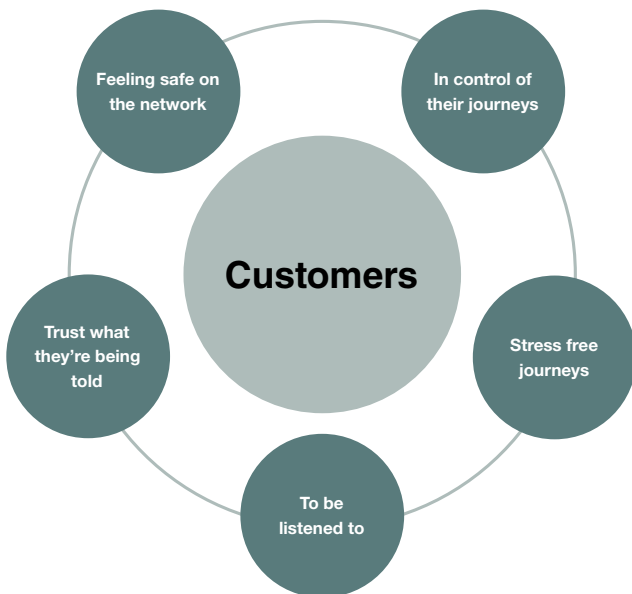 Feeling safe on
the network
In control of
their journeys
Customers
Trust what
they’re being
told
Stress free
journeys
To be
listened to